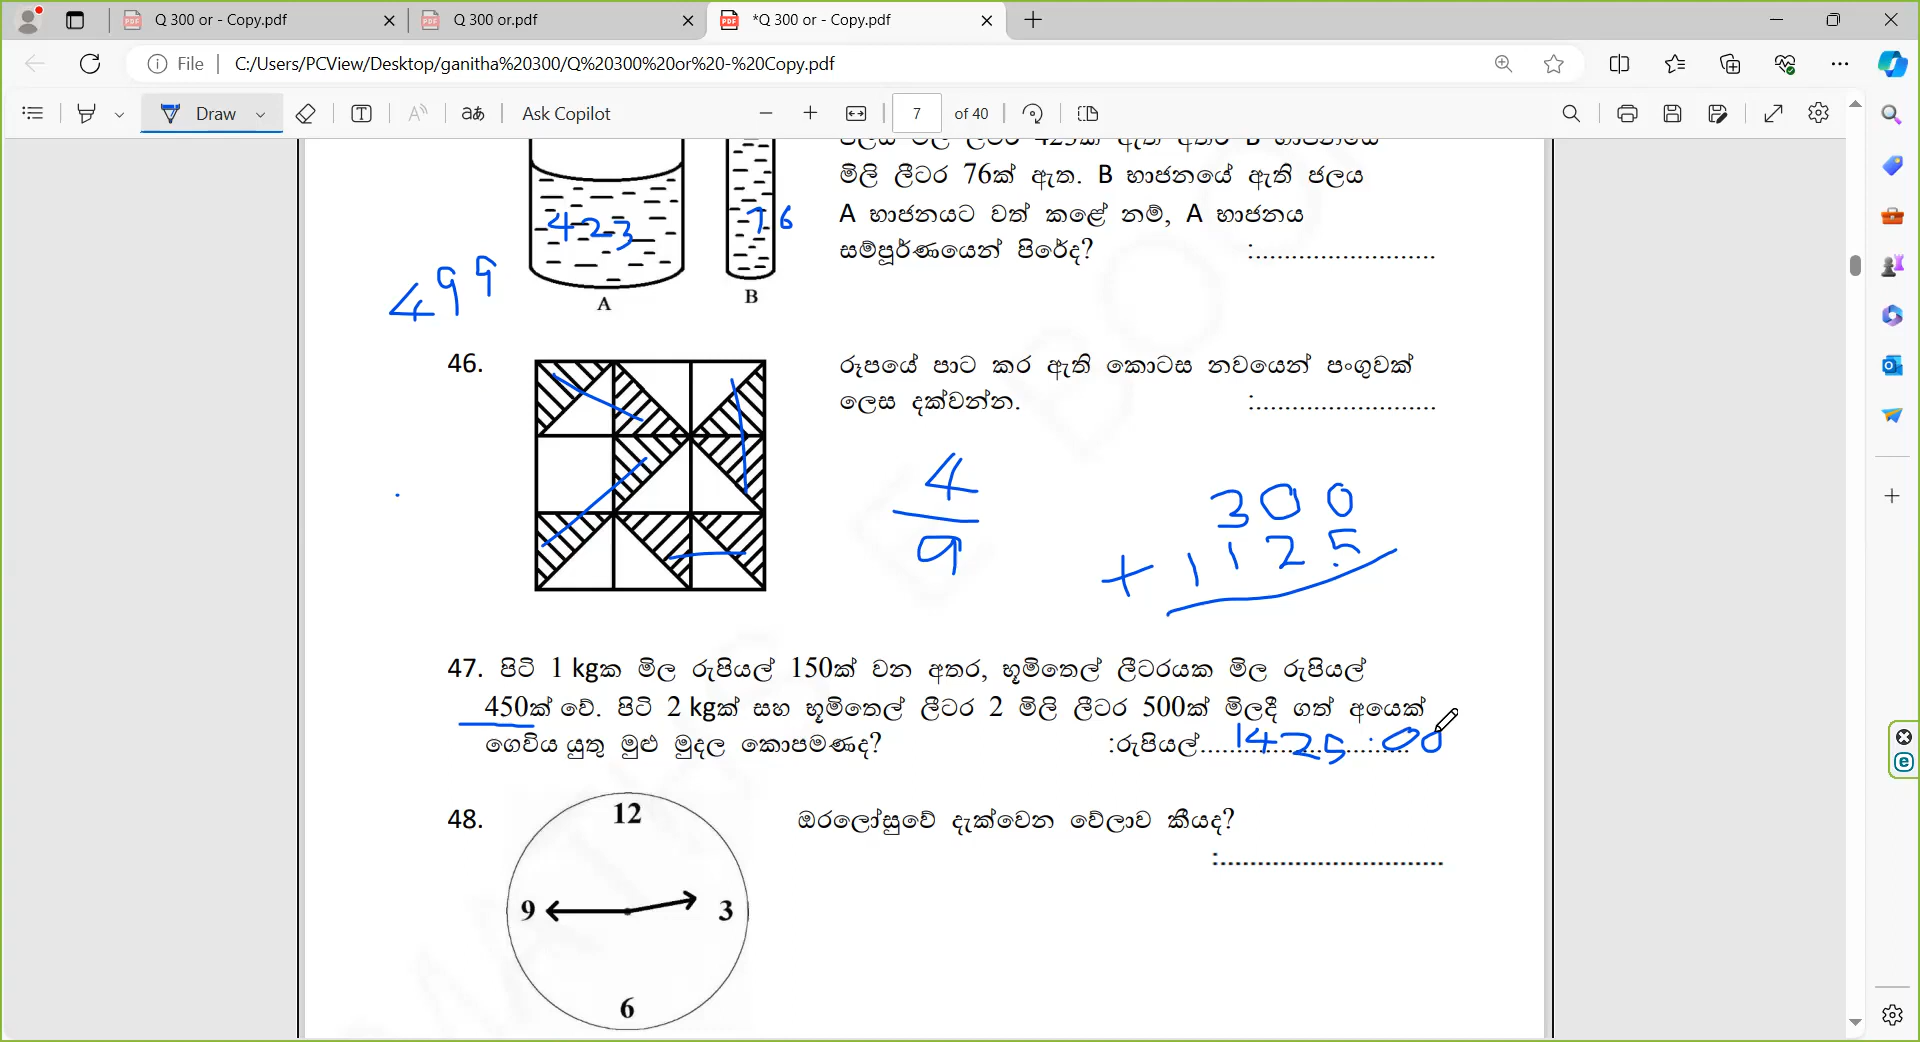 Q 300 or - Copy.pdf
Q 300 or.pdf
*Q 300 or - Copy.pdf
File
C:/Users/PCView/Desktop/ganitha%20300/Q%20300%20or%20-%20Copy.pdf
Draw
Ask Copilot
7 of 40
මිලි ලීටර 76ක් ඇත. B භාජනයේ ඇති ජලය
A භාජනයට වත් කළේ නම්, A භාජනය
සම්පූර්ණයෙන් පිරේද? :........................
423
76
499
A
B
46.
රූපයේ පාට කර ඇති කොටස නවයෙන් පංගුවක්
ලෙස දක්වන්න. :.........................
4
9
300
+ 1125
47. පිටි 1 kgක මිල රුපියල් 150ක් වන අතර, භූමිතෙල් ලීටරයක මිල රුපියල්
450ක් වේ. පිටි 2 kgක් සහ භූමිතෙල් ලීටර 2 මිලි ලීටර 500ක් මිලදී ගත් අයෙක්
ගෙවිය යුතු මුළු මුදල කොපමණද? :රුපියල්............................
1425.00
48.
ඔරලෝසුවේ දැක්වෙන වේලාව කීයද?
:..............................
12
9
3
6